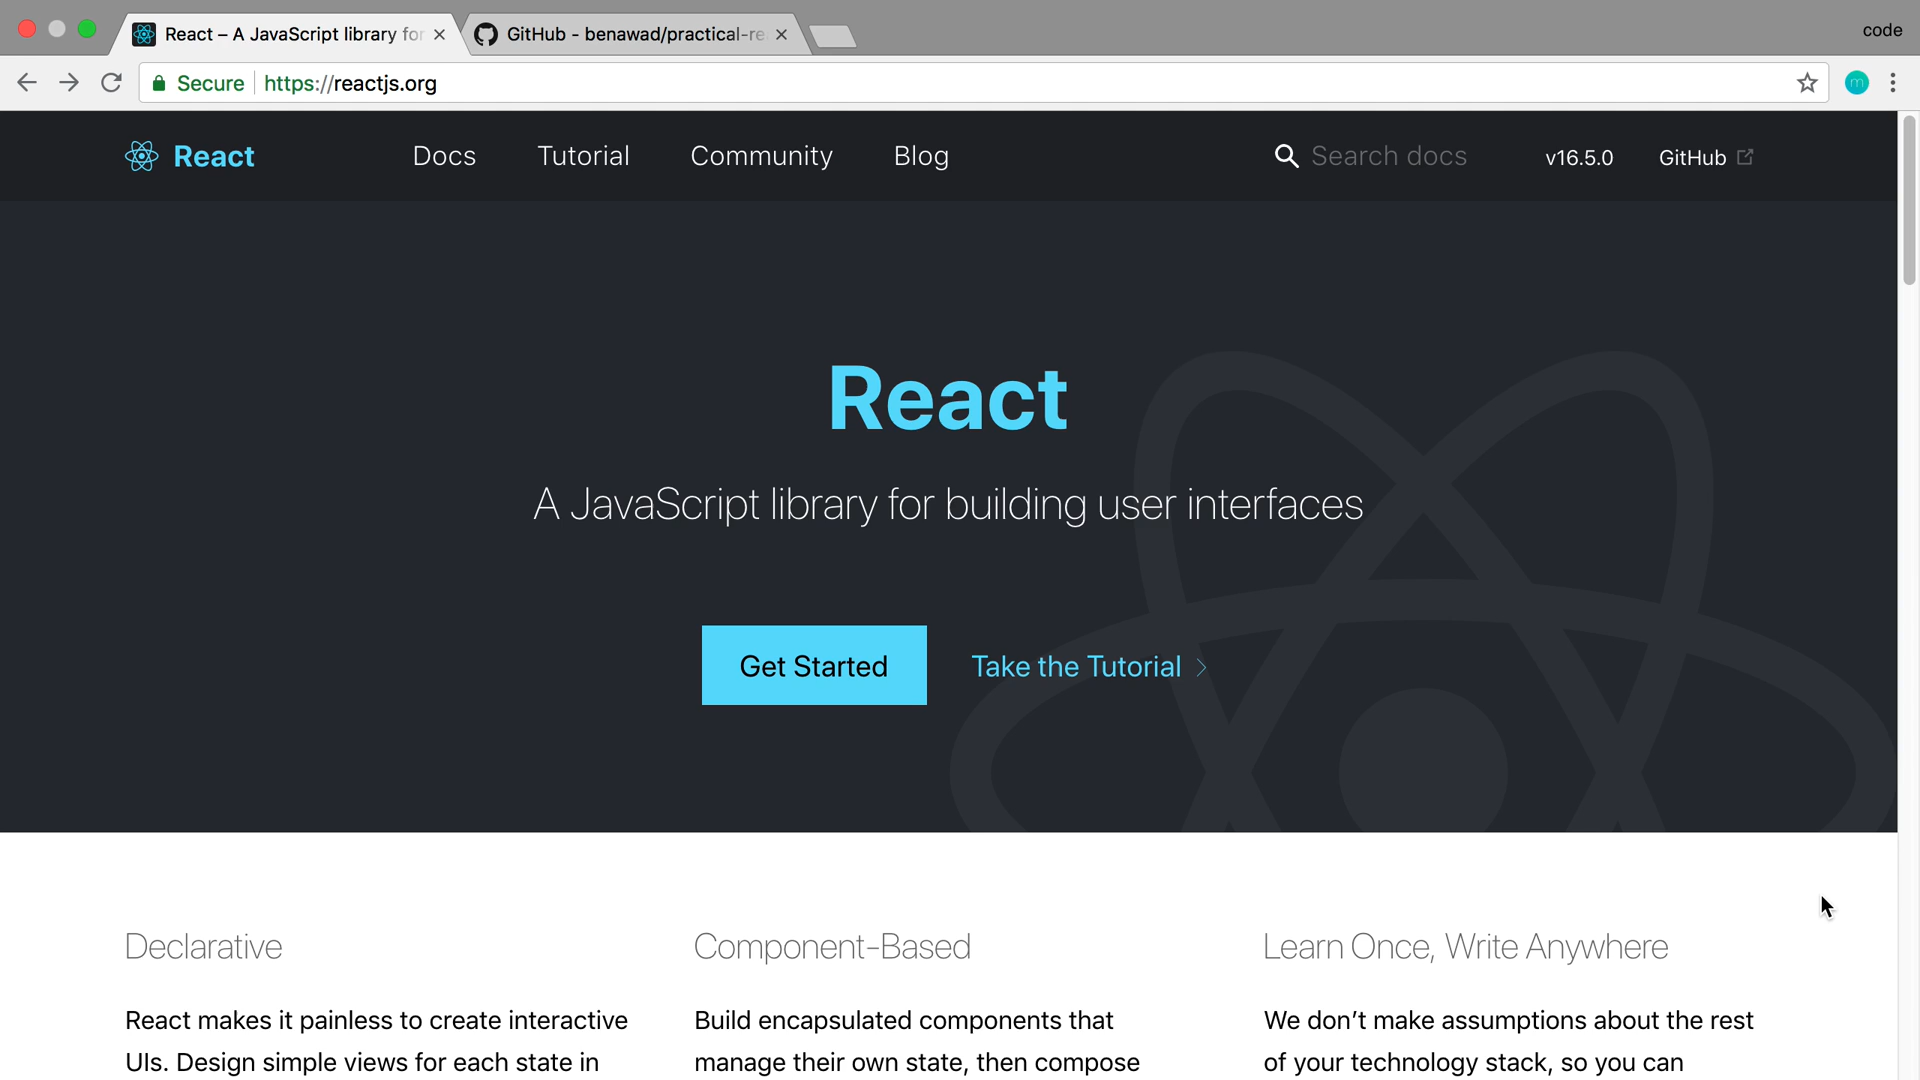 React – A JavaScript library for
GitHub - benawad/practical-re
code
Secure
https://reactjs.org
m
React
Docs
Tutorial
Community
Blog
Search docs
v16.5.0
GitHub
React
A JavaScript library for building user interfaces
Get Started
Take the Tutorial
Declarative
React makes it painless to create interactive
UIs. Design simple views for each state in
Component-Based
Build encapsulated components that
manage their own state, then compose
Learn Once, Write Anywhere
We don’t make assumptions about the rest
of your technology stack, so you can